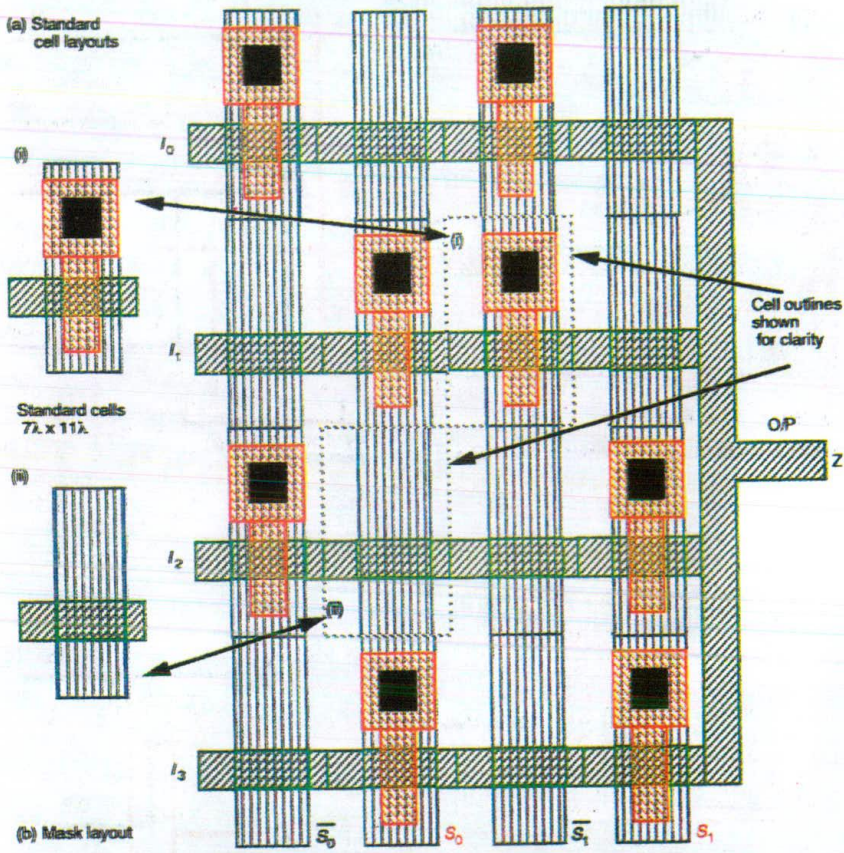 (a) Standard
cell layouts
I₀
(i)
(i)
I₁
Cell outlines
shown
for clarity
Standard cells
7λ x 11λ
O/P
Z
(ii)
I₂
(ii)
I₃
(b) Mask layout
S̅₀
S₀
S̅₁
S₁